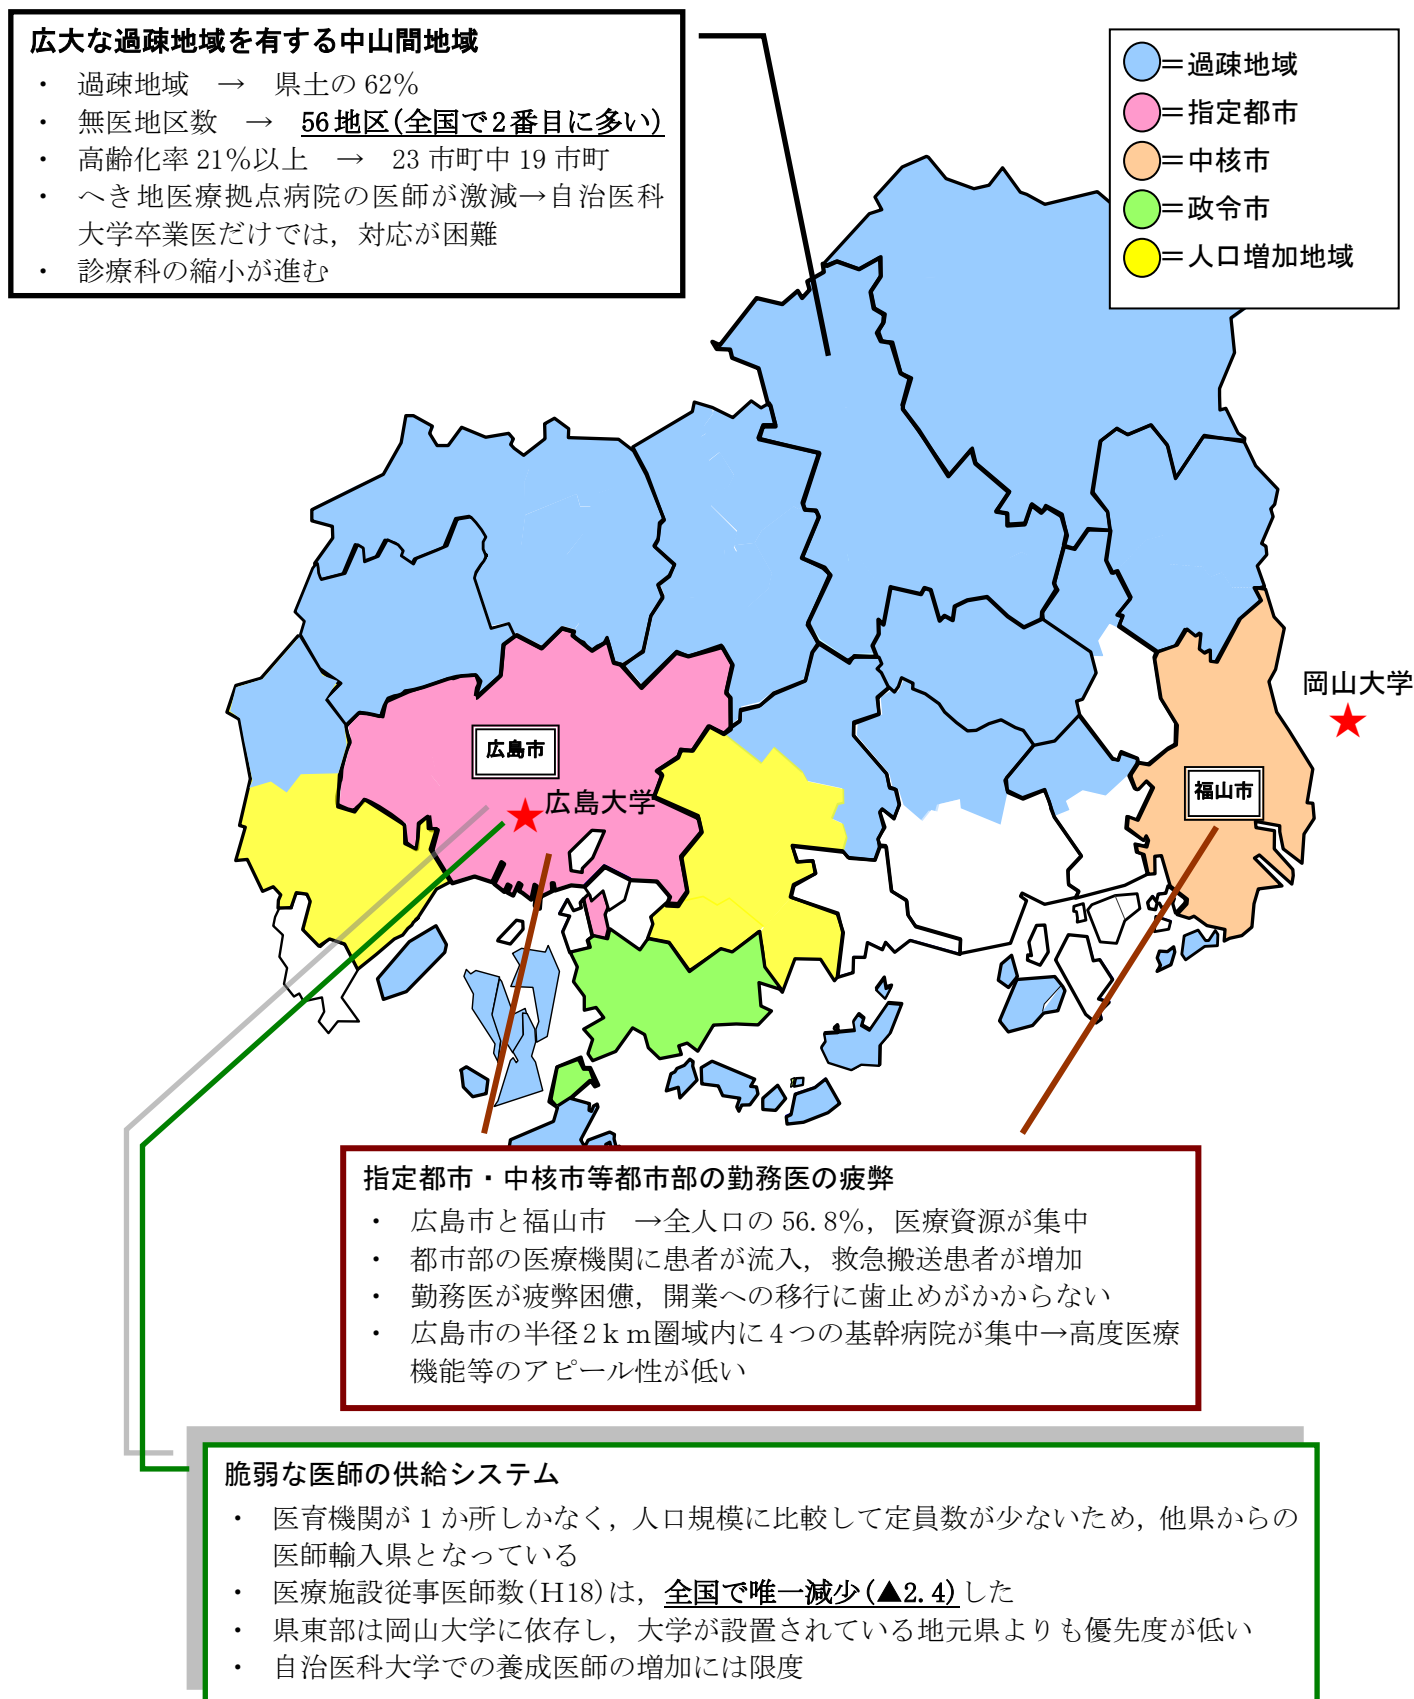 広大な過疎地域を有する中山間地域
・ 過疎地域 → 県土の 62%
・ 無医地区数 → 56地区(全国で2番目に多い)
・ 高齢化率 21%以上 → 23 市町中 19 市町
・ へき地医療拠点病院の医師が激減→自治医科
大学卒業医だけでは，対応が困難
・ 診療科の縮小が進む
＝過疎地域
＝指定都市
＝中核市
＝政令市
＝人口増加地域
岡山大学
広島市
福山市
広島大学
指定都市・中核市等都市部の勤務医の疲弊
・ 広島市と福山市 →全人口の 56.8%，医療資源が集中
・ 都市部の医療機関に患者が流入，救急搬送患者が増加
・ 勤務医が疲弊困憊，開業への移行に歯止めがかからない
・ 広島市の半径2ｋｍ圏域内に4つの基幹病院が集中→高度医療
機能等のアピール性が低い
脆弱な医師の供給システム
・ 医育機関が 1 か所しかなく，人口規模に比較して定員数が少ないため，他県からの
医師輸入県となっている
・ 医療施設従事医師数(H18)は，全国で唯一減少(▲2.4)した
・ 県東部は岡山大学に依存し，大学が設置されている地元県よりも優先度が低い
・ 自治医科大学での養成医師の増加には限度